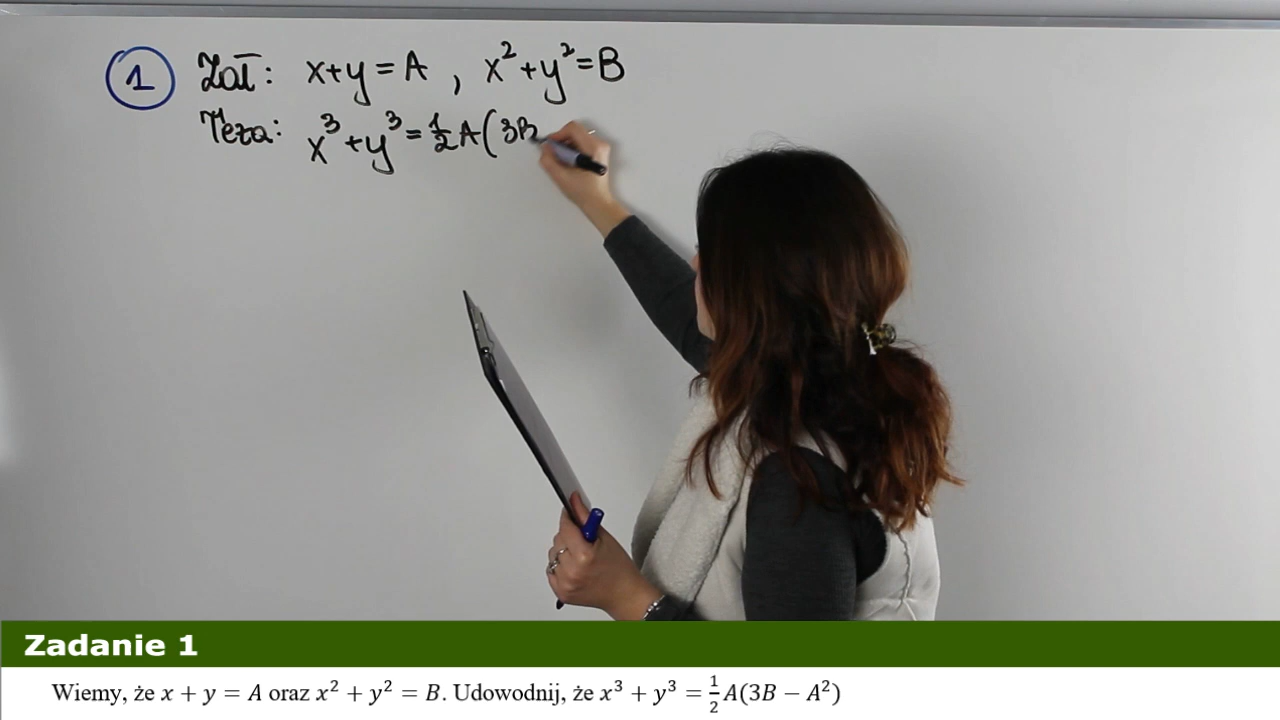 1 Zał: x+y=A, x²+y²=B
Teza: x³+y³=½A(3B
Zadanie 1
Wiemy, że x + y = A oraz x² + y² = B. Udowodnij, że x³ + y³ = ½A(3B − A²)